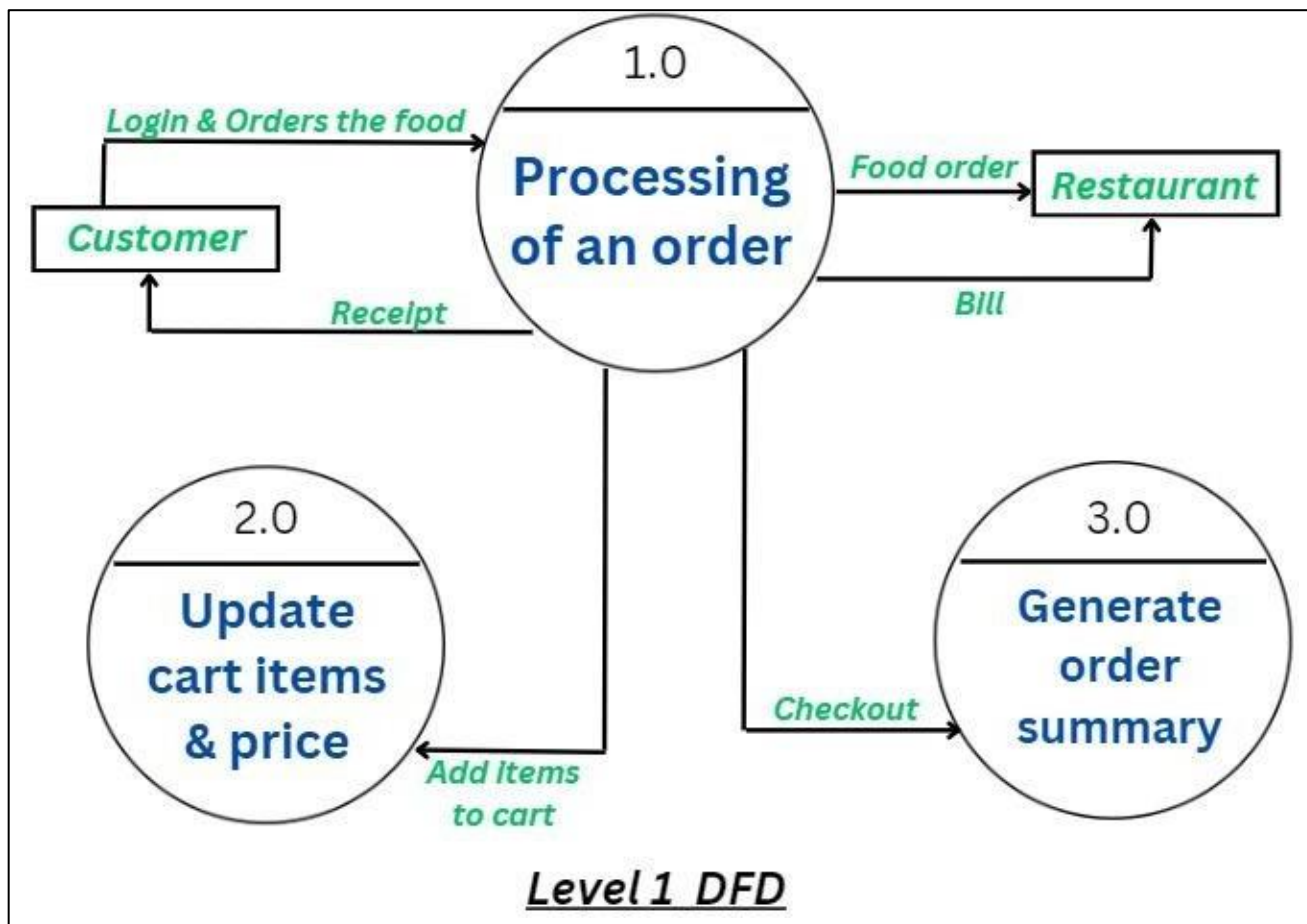 1.0
Login & Orders the food
Processing
of an order
Food order
Restaurant
Customer
Receipt
Bill
2.0
Update
cart items
& price
3.0
Generate
order
summary
Checkout
Add items
to cart
Level 1 DFD